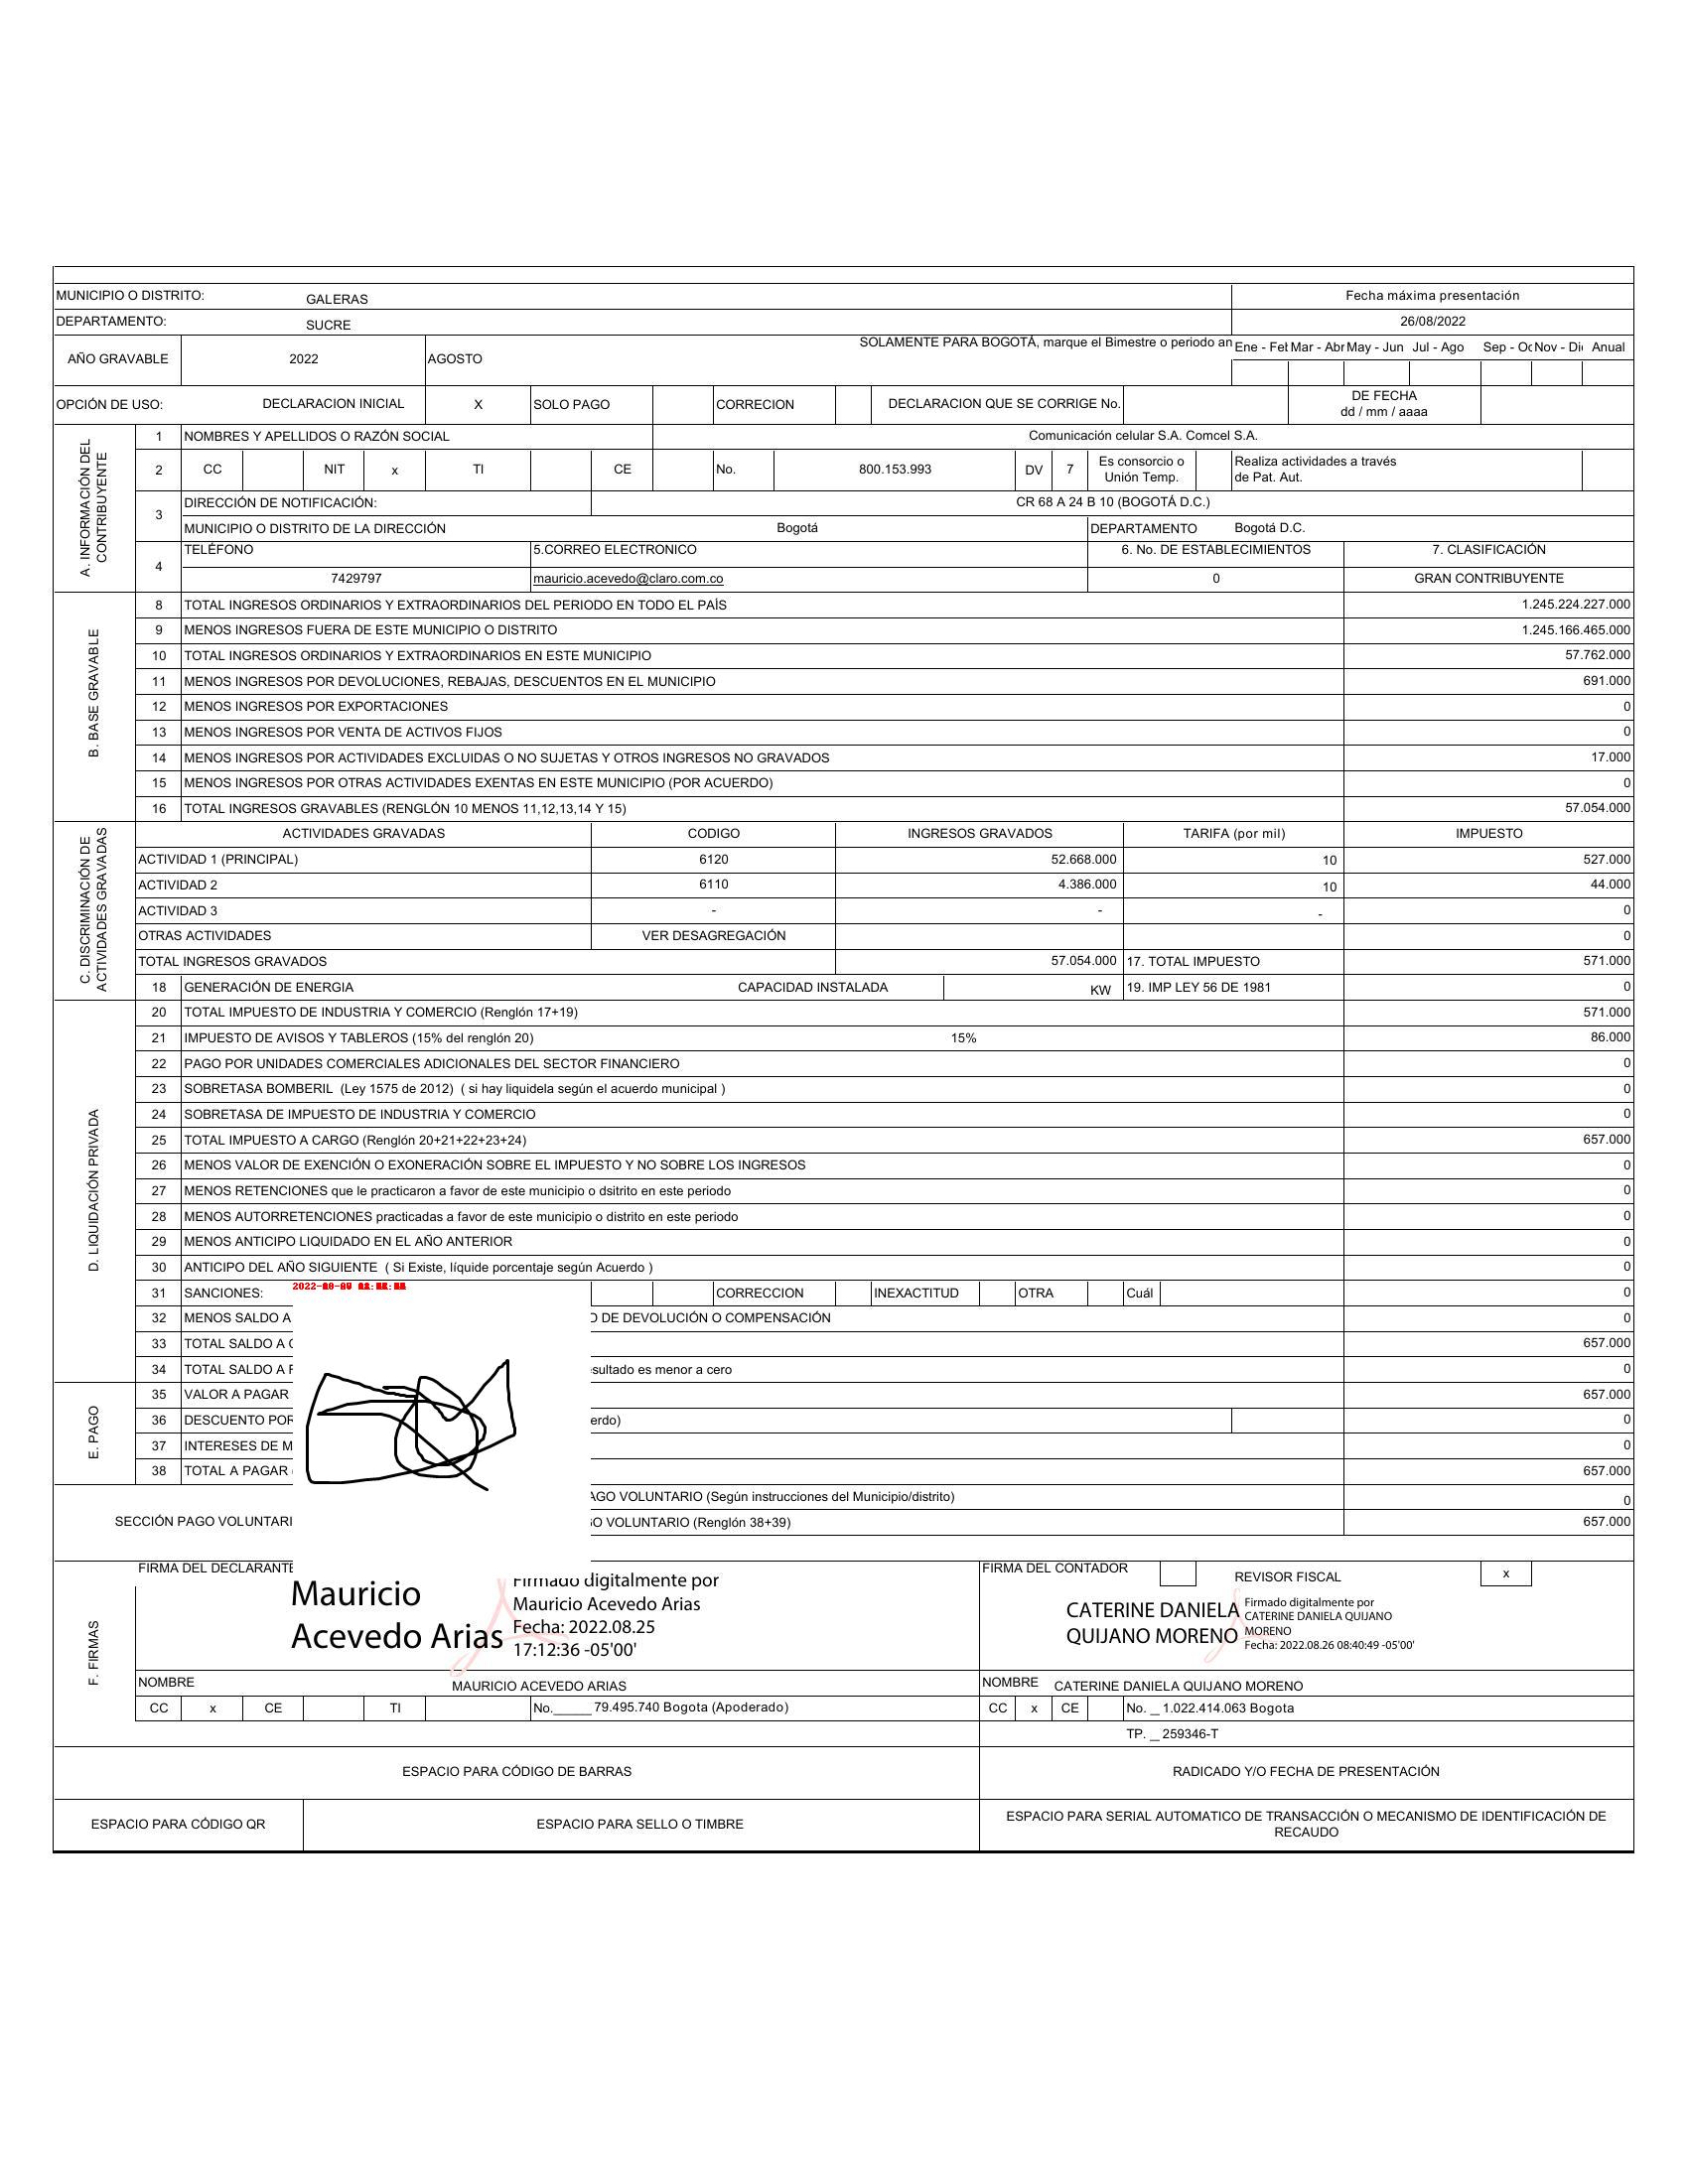 MUNICIPIO O DISTRITO: GALERAS Fecha máxima presentación
DEPARTAMENTO: SUCRE 26/08/2022
AÑO GRAVABLE 2022 AGOSTO SOLAMENTE PARA BOGOTÁ, marque el Bimestre o periodo an Ene - Feb Mar - Abr May - Jun Jul - Ago Sep - Oc Nov - Di Anual
OPCIÓN DE USO: DECLARACION INICIAL X SOLO PAGO CORRECION DECLARACION QUE SE CORRIGE No. DE FECHA
dd / mm / aaaa
A. INFORMACIÓN DEL CONTRIBUYENTE
1 NOMBRES Y APELLIDOS O RAZÓN SOCIAL Comunicación celular S.A. Comcel S.A.
2 CC NIT x TI CE No. 800.153.993 DV 7 Es consorcio o Unión Temp. Realiza actividades a través de Pat. Aut.
3 DIRECCIÓN DE NOTIFICACIÓN: CR 68 A 24 B 10 (BOGOTÁ D.C.)
MUNICIPIO O DISTRITO DE LA DIRECCIÓN Bogotá DEPARTAMENTO Bogotá D.C.
4 TELÉFONO 5.CORREO ELECTRONICO 6. No. DE ESTABLECIMIENTOS 7. CLASIFICACIÓN
7429797 mauricio.acevedo@claro.com.co 0 GRAN CONTRIBUYENTE
B. BASE GRAVABLE
8 TOTAL INGRESOS ORDINARIOS Y EXTRAORDINARIOS DEL PERIODO EN TODO EL PAÍS 1.245.224.227.000
9 MENOS INGRESOS FUERA DE ESTE MUNICIPIO O DISTRITO 1.245.166.465.000
10 TOTAL INGRESOS ORDINARIOS Y EXTRAORDINARIOS EN ESTE MUNICIPIO 57.762.000
11 MENOS INGRESOS POR DEVOLUCIONES, REBAJAS, DESCUENTOS EN EL MUNICIPIO 691.000
12 MENOS INGRESOS POR EXPORTACIONES 0
13 MENOS INGRESOS POR VENTA DE ACTIVOS FIJOS 0
14 MENOS INGRESOS POR ACTIVIDADES EXCLUIDAS O NO SUJETAS Y OTROS INGRESOS NO GRAVADOS 17.000
15 MENOS INGRESOS POR OTRAS ACTIVIDADES EXENTAS EN ESTE MUNICIPIO (POR ACUERDO) 0
16 TOTAL INGRESOS GRAVABLES (RENGLÓN 10 MENOS 11,12,13,14 Y 15) 57.054.000
C. DISCRIMINACIÓN DE ACTIVIDADES GRAVADAS
ACTIVIDADES GRAVADAS CODIGO INGRESOS GRAVADOS TARIFA (por mil) IMPUESTO
ACTIVIDAD 1 (PRINCIPAL) 6120 52.668.000 10 527.000
ACTIVIDAD 2 6110 4.386.000 10 44.000
ACTIVIDAD 3 - - - 0
OTRAS ACTIVIDADES VER DESAGREGACIÓN 0
TOTAL INGRESOS GRAVADOS 57.054.000 17. TOTAL IMPUESTO 571.000
18 GENERACIÓN DE ENERGIA CAPACIDAD INSTALADA KW 19. IMP LEY 56 DE 1981 0
D. LIQUIDACIÓN PRIVADA
20 TOTAL IMPUESTO DE INDUSTRIA Y COMERCIO (Renglón 17+19) 571.000
21 IMPUESTO DE AVISOS Y TABLEROS (15% del renglón 20) 15% 86.000
22 PAGO POR UNIDADES COMERCIALES ADICIONALES DEL SECTOR FINANCIERO 0
23 SOBRETASA BOMBERIL (Ley 1575 de 2012) ( si hay liquidela según el acuerdo municipal ) 0
24 SOBRETASA DE IMPUESTO DE INDUSTRIA Y COMERCIO 0
25 TOTAL IMPUESTO A CARGO (Renglón 20+21+22+23+24) 657.000
26 MENOS VALOR DE EXENCIÓN O EXONERACIÓN SOBRE EL IMPUESTO Y NO SOBRE LOS INGRESOS 0
27 MENOS RETENCIONES que le practicaron a favor de este municipio o dsitrito en este periodo 0
28 MENOS AUTORRETENCIONES practicadas a favor de este municipio o distrito en este periodo 0
29 MENOS ANTICIPO LIQUIDADO EN EL AÑO ANTERIOR 0
30 ANTICIPO DEL AÑO SIGUIENTE ( Si Existe, líquide porcentaje según Acuerdo ) 0
31 SANCIONES: CORRECCION INEXACTITUD OTRA Cuál 0
32 MENOS SALDO A O DE DEVOLUCIÓN O COMPENSACIÓN 0
33 TOTAL SALDO A 657.000
34 TOTAL SALDO A esultado es menor a cero 0
E. PAGO
35 VALOR A PAGAR 657.000
36 DESCUENTO POR erdo) 0
37 INTERESES DE M 0
38 TOTAL A PAGAR 657.000
AGO VOLUNTARIO (Según instrucciones del Municipio/distrito) 0
SECCIÓN PAGO VOLUNTARI GO VOLUNTARIO (Renglón 38+39) 657.000
F. FIRMAS
FIRMA DEL DECLARANTE FIRMA DEL CONTADOR REVISOR FISCAL x
Mauricio Acevedo Arias
Firmado digitalmente por
Mauricio Acevedo Arias
Fecha: 2022.08.25
17:12:36 -05'00'
CATERINE DANIELA QUIJANO MORENO
Firmado digitalmente por
CATERINE DANIELA QUIJANO
MORENO
Fecha: 2022.08.26 08:40:49 -05'00'
NOMBRE MAURICIO ACEVEDO ARIAS NOMBRE CATERINE DANIELA QUIJANO MORENO
CC x CE TI No._____ 79.495.740 Bogota (Apoderado) CC x CE No. _ 1.022.414.063 Bogota
TP. _ 259346-T
ESPACIO PARA CÓDIGO DE BARRAS RADICADO Y/O FECHA DE PRESENTACIÓN
ESPACIO PARA CÓDIGO QR ESPACIO PARA SELLO O TIMBRE ESPACIO PARA SERIAL AUTOMATICO DE TRANSACCIÓN O MECANISMO DE IDENTIFICACIÓN DE
RECAUDO